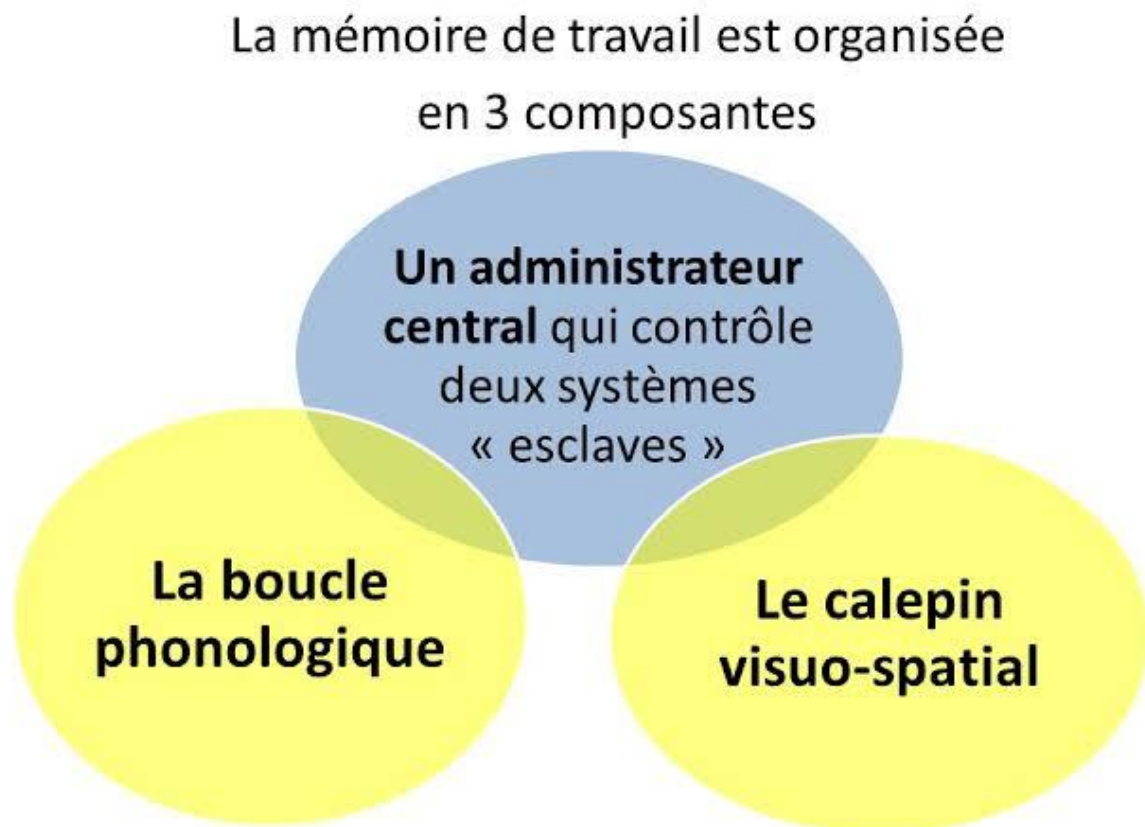 La mémoire de travail est organisée
en 3 composantes
Un administrateur
central qui contrôle
deux systèmes
« esclaves »
La boucle
phonologique
Le calepin
visuo-spatial